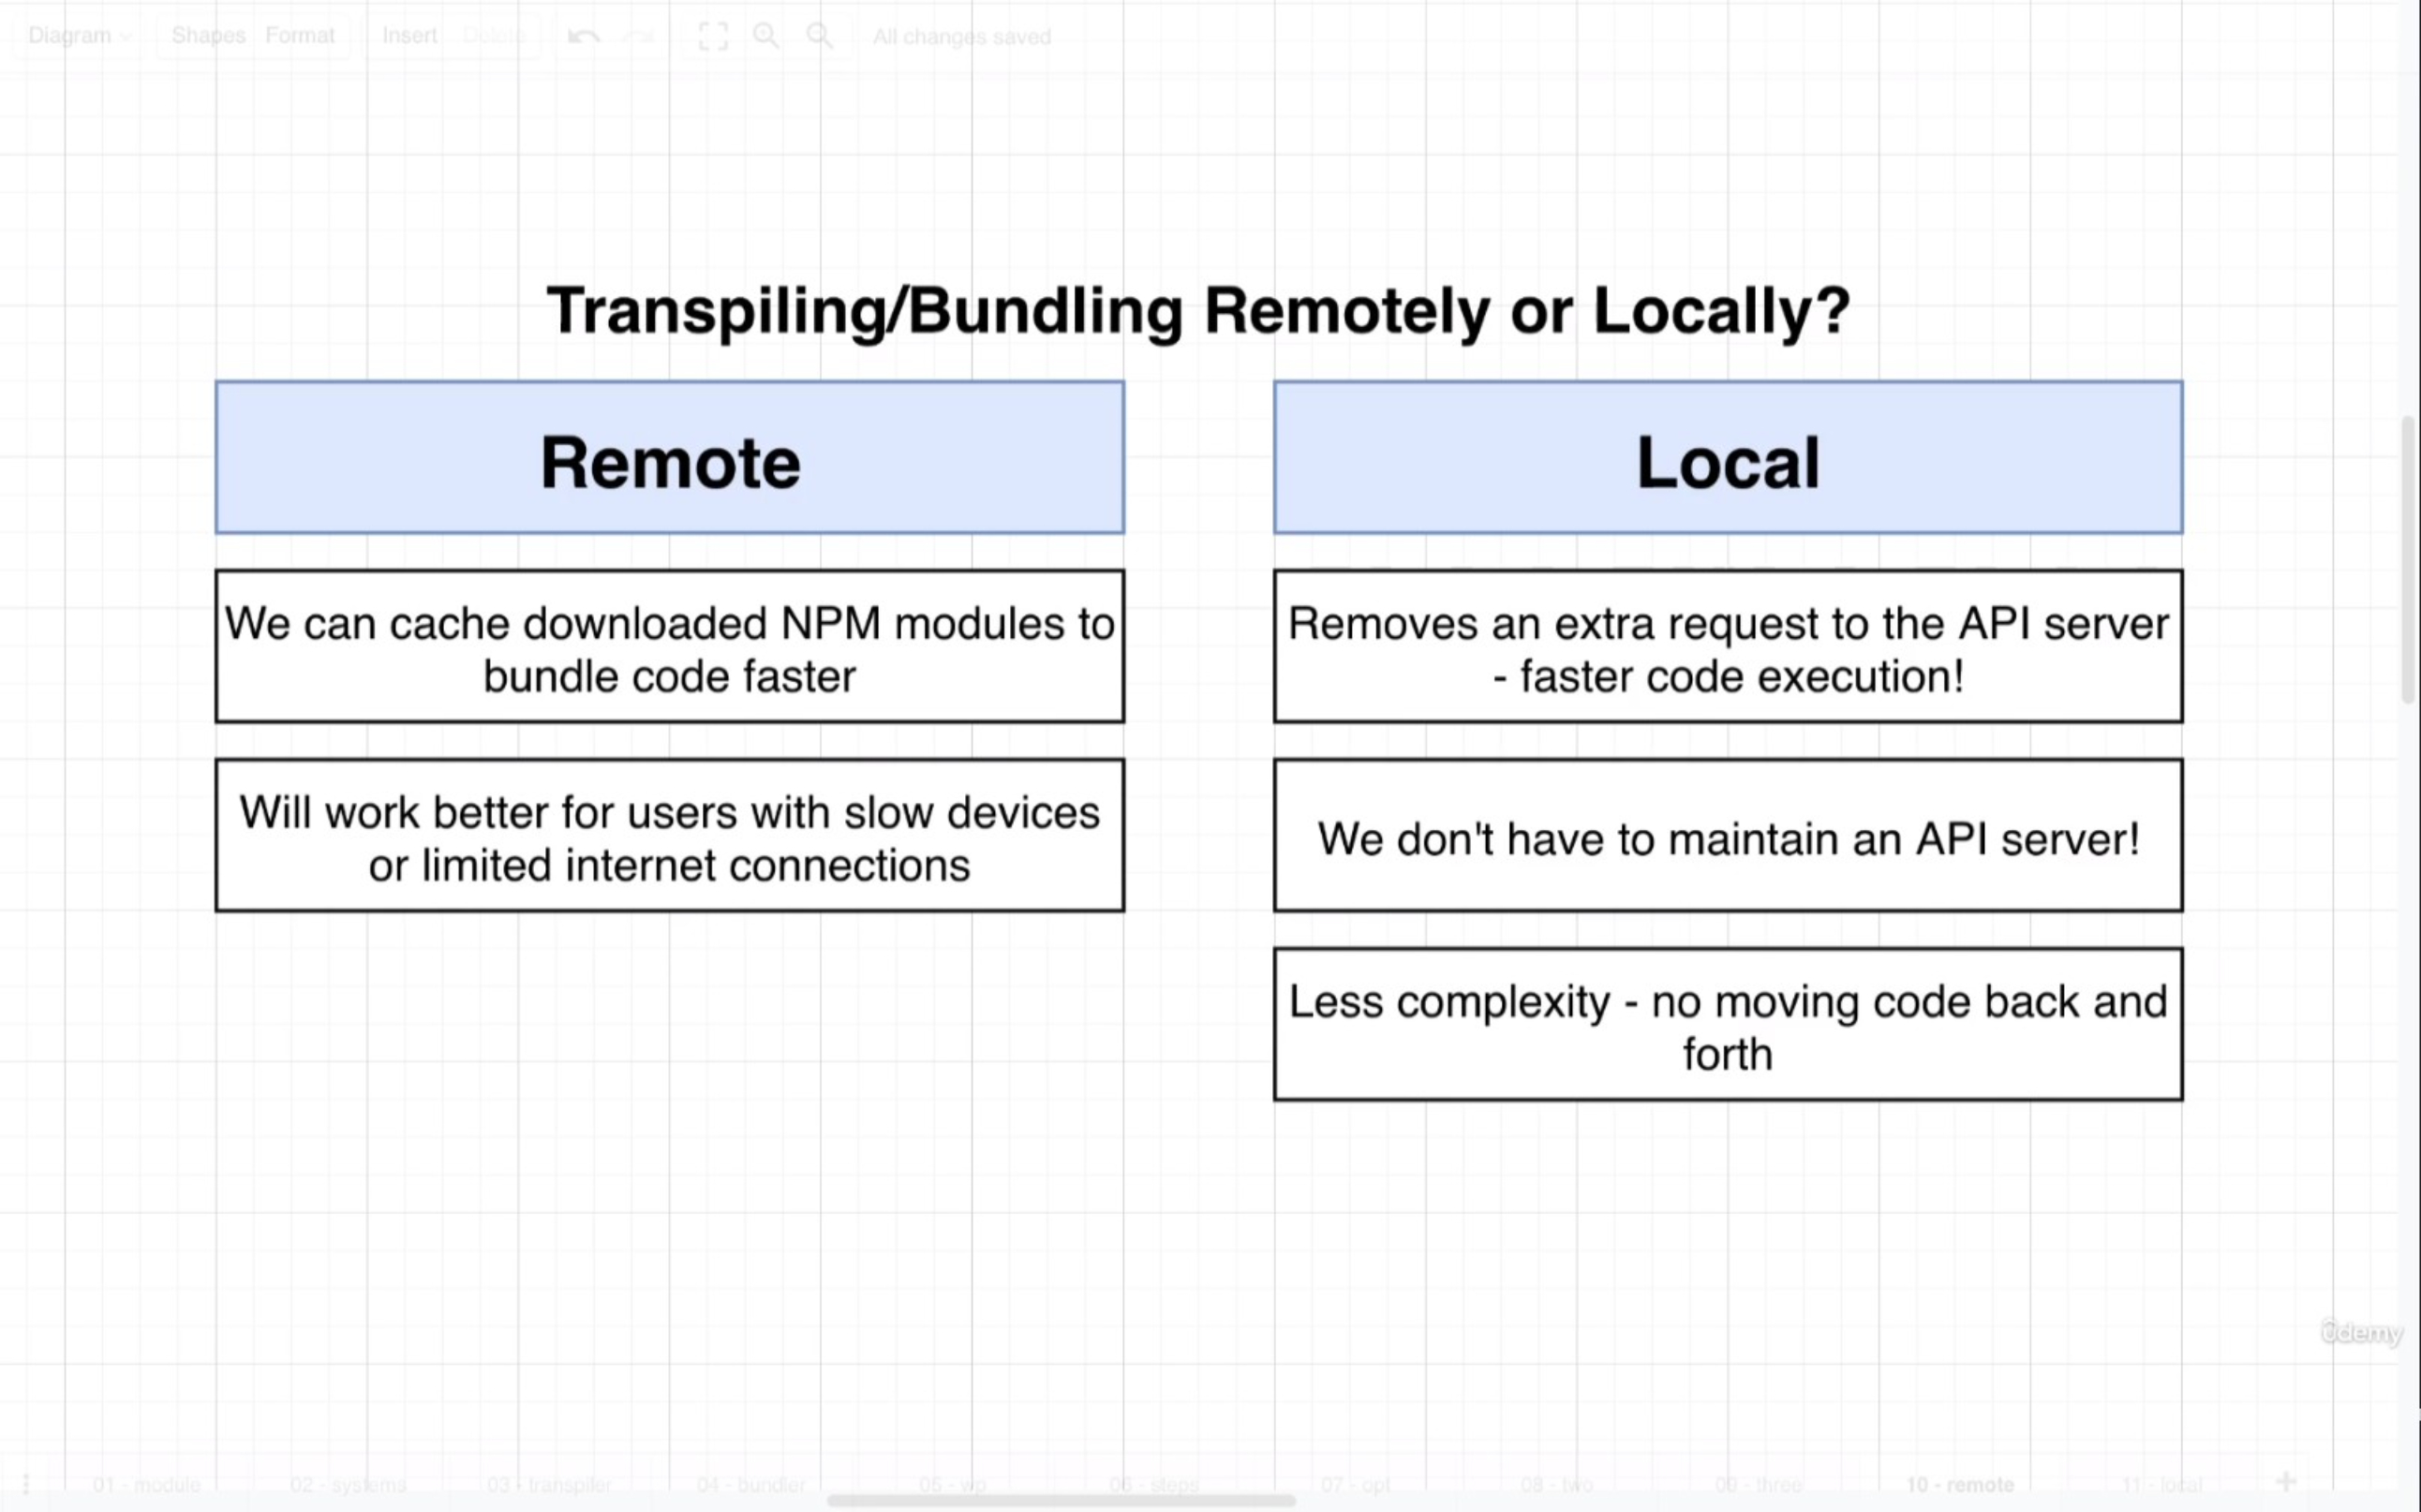 Diagram Shapes Format Insert Delete All changes saved
Transpiling/Bundling Remotely or Locally?
Remote
We can cache downloaded NPM modules to
bundle code faster
Will work better for users with slow devices
or limited internet connections
Local
Removes an extra request to the API server
- faster code execution!
We don't have to maintain an API server!
Less complexity - no moving code back and
forth
ûdemy
01 - module 02 - systems 03 - transpiler 04 - bundler 05 - wp 06 - steps 07 - opt 08 - two 09 - three 10 - remote 11 - local